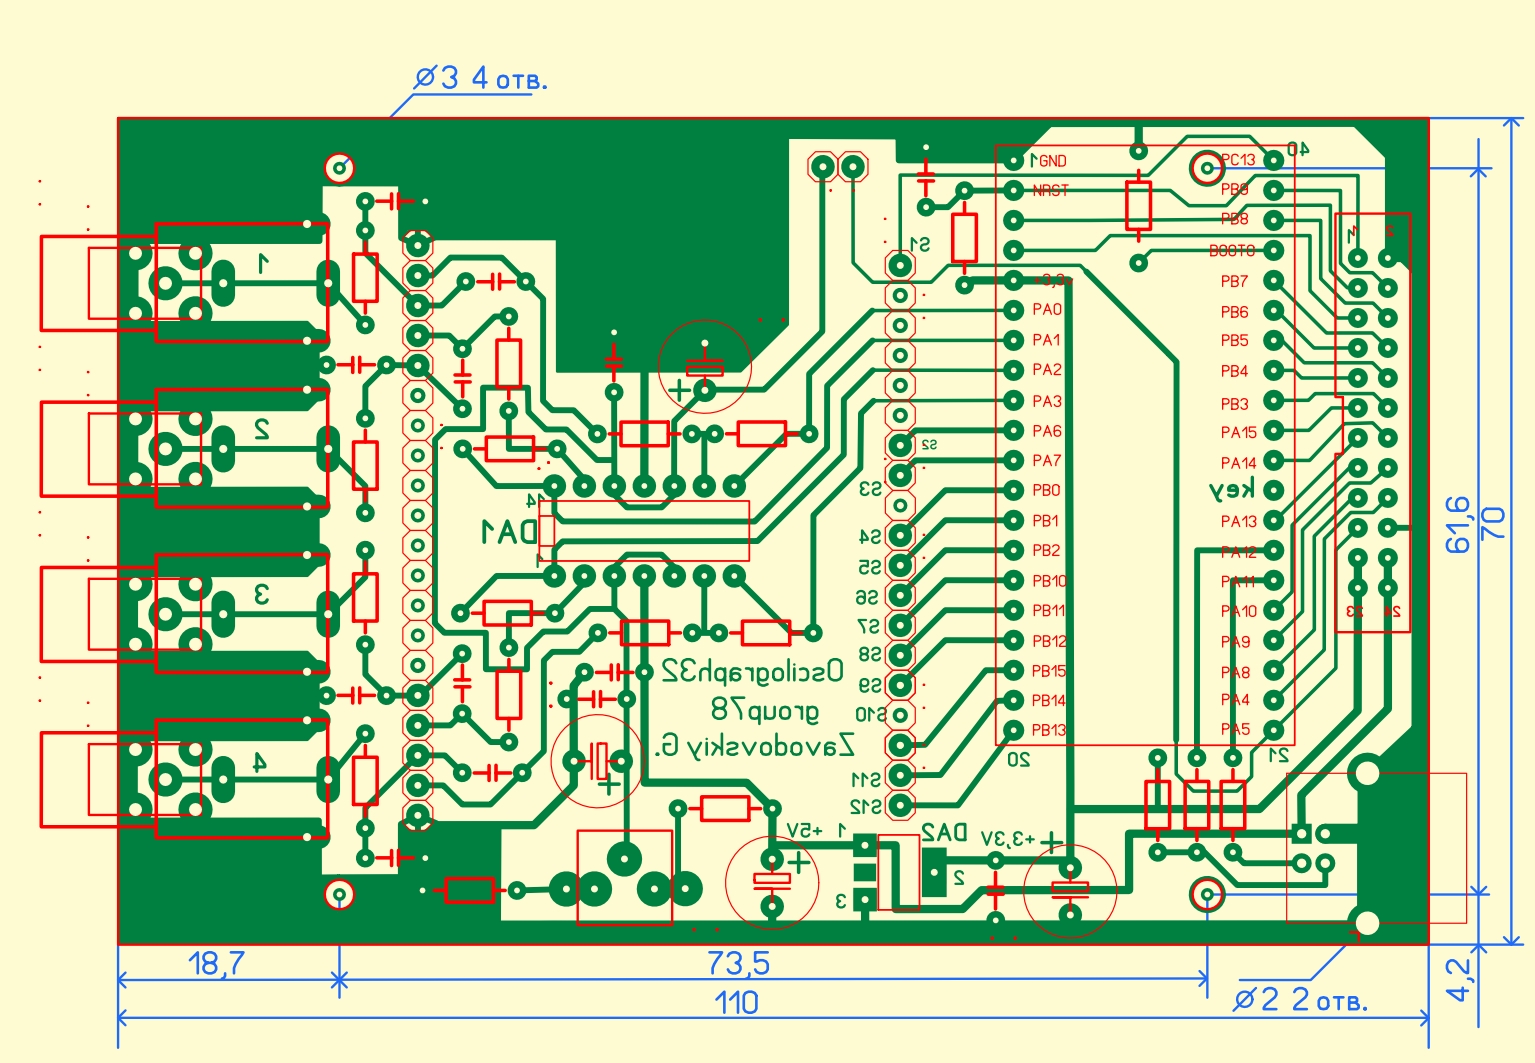 ⌀3 4 отв.
40
1 GND
PC13
NRST
PB9
PB8
BOOT0
S1
+3,3v
PB7
PA0
PB6
PA1
PB5
PA2
PB4
PA3
PB3
PA6
PA15
S2
PA7
PA14
S3
PB0
key
PB1
PA13
S4
PB2
PA12
S5
PB10
PA11
S6
PB11
PA10
S7
PB12
PA9
S8
PB15
PA8
S9
PB14
PA4
S10
PB13
PA5
20
21
S11
S12
1
2
3
4
14
DA1
1
+
Oscilograph32
group78
Zavodovskiy G.
+
+5V
1
DA2
+3,3V
+
+
2
3
1
2
33
24
61,6
70
18,7
73,5
110
⌀2 2 отв.
4,2